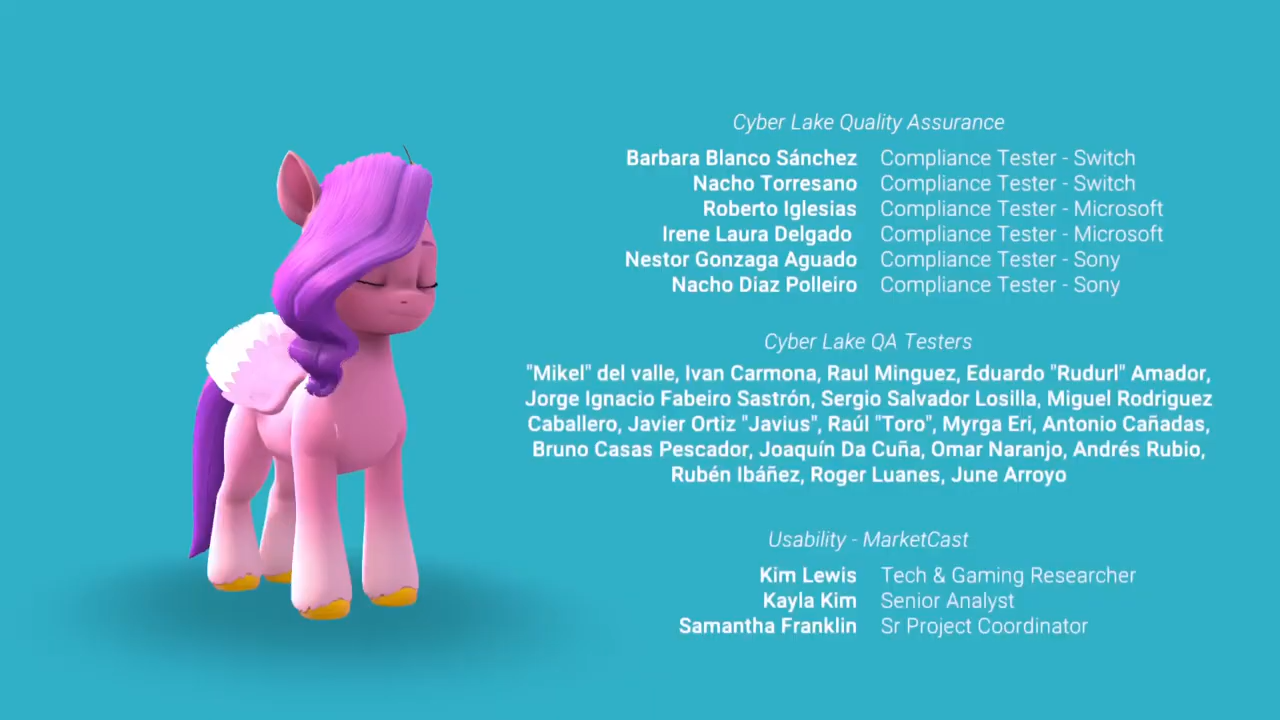 Cyber Lake Quality Assurance
Barbara Blanco Sánchez Compliance Tester - Switch
Nacho Torresano Compliance Tester - Switch
Roberto Iglesias Compliance Tester - Microsoft
Irene Laura Delgado Compliance Tester - Microsoft
Nestor Gonzaga Aguado Compliance Tester - Sony
Nacho Diaz Polleiro Compliance Tester - Sony
Cyber Lake QA Testers
"Mikel" del valle, Ivan Carmona, Raul Minguez, Eduardo "Rudurl" Amador,
Jorge Ignacio Fabeiro Sastrón, Sergio Salvador Losilla, Miguel Rodriguez
Caballero, Javier Ortiz "Javius", Raúl "Toro", Myrga Eri, Antonio Cañadas,
Bruno Casas Pescador, Joaquín Da Cuña, Omar Naranjo, Andrés Rubio,
Rubén Ibáñez, Roger Luanes, June Arroyo
Usability - MarketCast
Kim Lewis Tech & Gaming Researcher
Kayla Kim Senior Analyst
Samantha Franklin Sr Project Coordinator